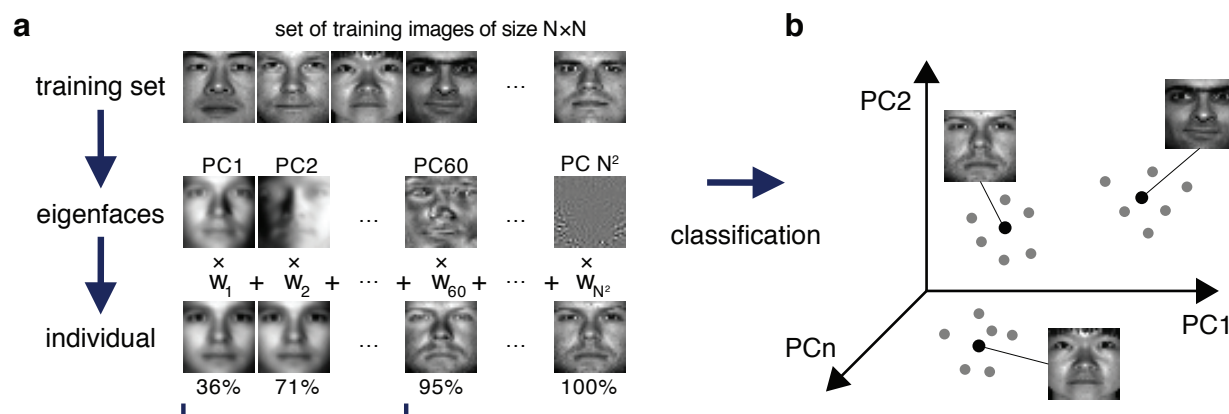 a
set of training images of size N×N
training set
...
PC1 PC2 PC60 PC N²
eigenfaces
... ...
× × × ×
W₁ + W₂ + ... + W₆₀ + ... + W_N²
individual
... ...
36% 71% 95% 100%
classification
b
PC2
PC1
PCn